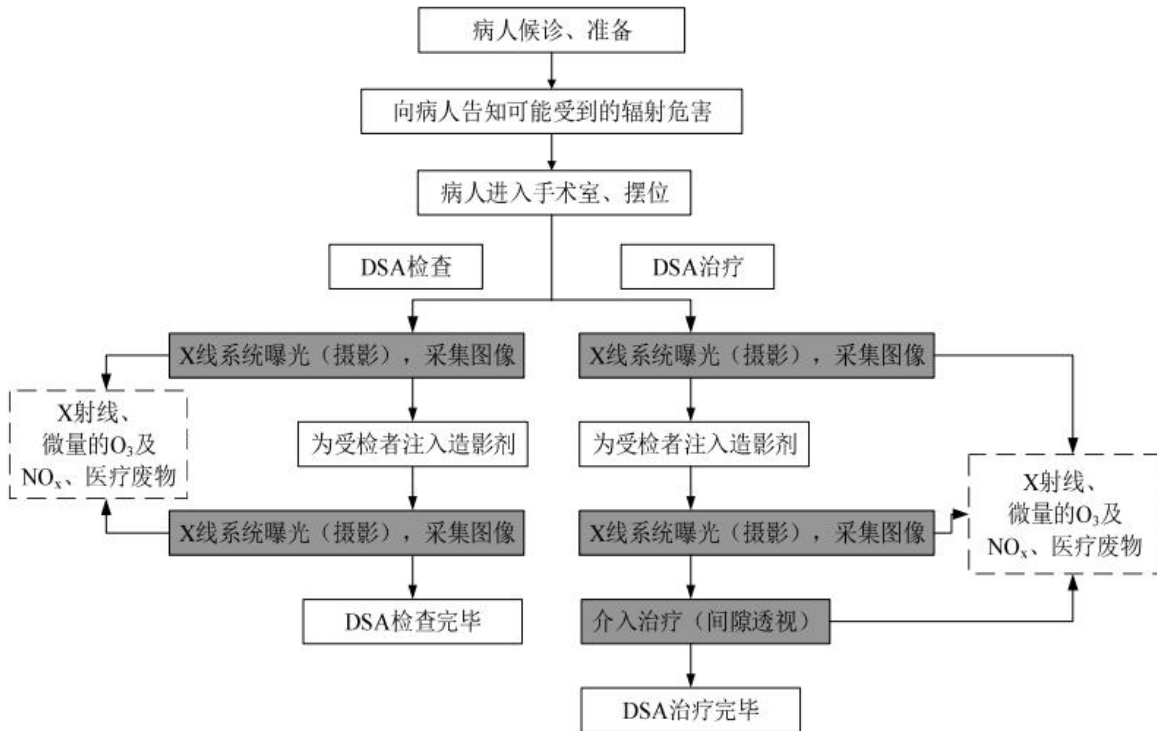 病人候诊、准备
向病人告知可能受到的辐射危害
病人进入手术室、摆位
DSA检查
DSA治疗
X线系统曝光（摄影），采集图像
X线系统曝光（摄影），采集图像
X射线、
微量的O₃及
NOₓ、医疗废物
为受检者注入造影剂
为受检者注入造影剂
X射线、
微量的O₃及
NOₓ、医疗废物
X线系统曝光（摄影），采集图像
X线系统曝光（摄影），采集图像
DSA检查完毕
介入治疗（间隙透视）
DSA治疗完毕